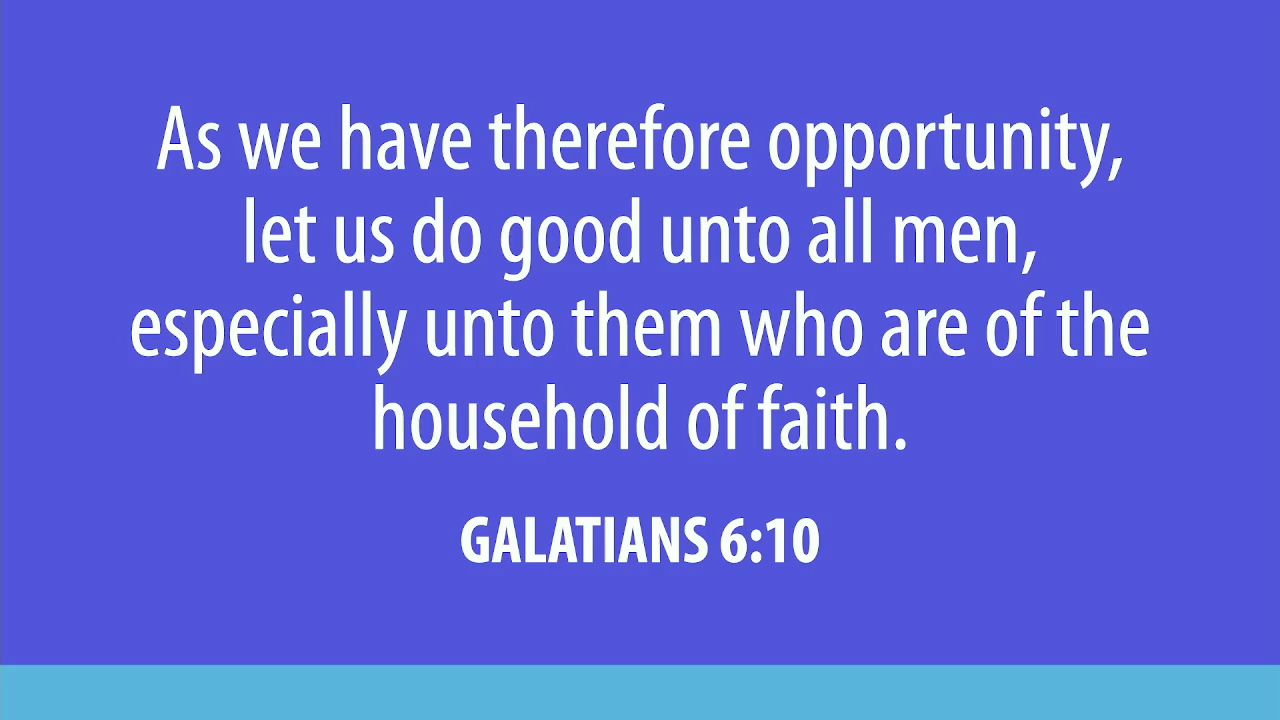 As we have therefore opportunity,
let us do good unto all men,
especially unto them who are of the
household of faith.
GALATIANS 6:10